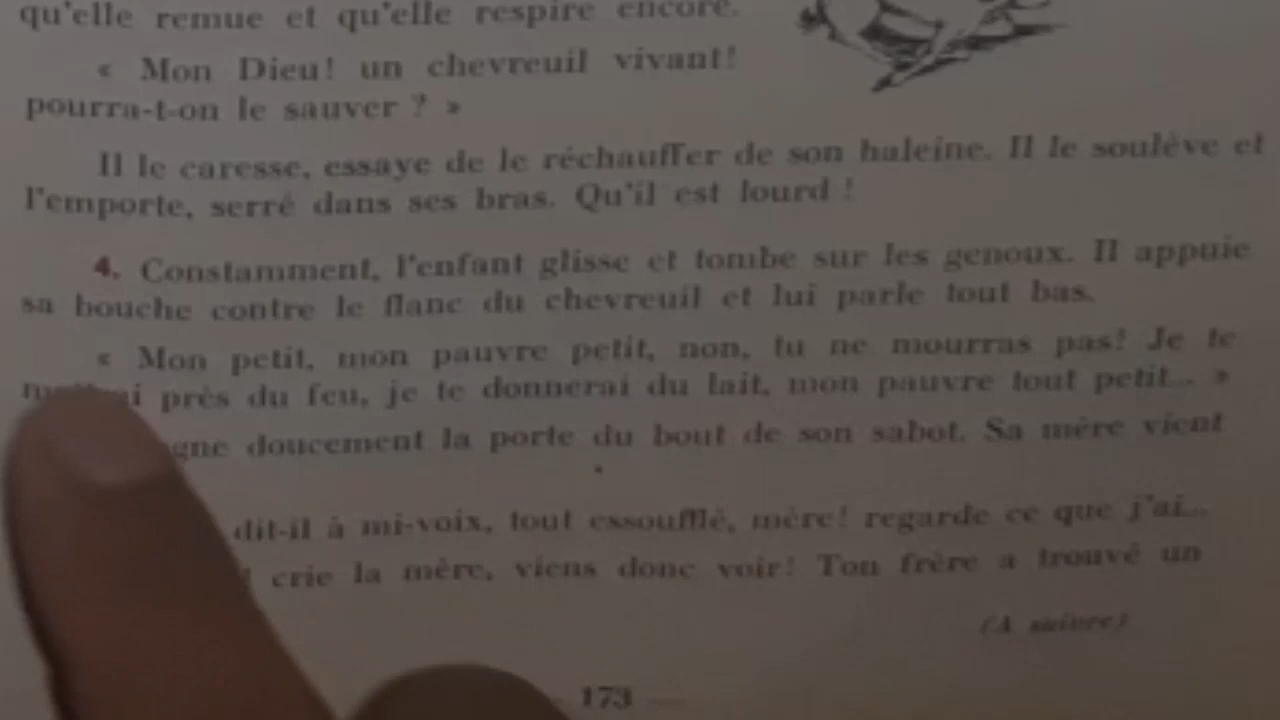 qu'elle remue et qu'elle respire encore.
« Mon Dieu! un chevreuil vivant!
pourra-t-on le sauver ? »
Il le caresse, essaye de le réchauffer de son haleine. Il le soulève et
l'emporte, serré dans ses bras. Qu'il est lourd !
4. Constamment, l'enfant glisse et tombe sur les genoux. Il appuie
sa bouche contre le flanc du chevreuil et lui parle tout bas.
« Mon petit, mon pauvre petit, non, tu ne mourras pas! Je te
près du feu, je te donnerai du lait, mon pauvre tout petit... »
doucement la porte du bout de son sabot. Sa mère vient
dit-il à mi-voix, tout essoufflé, mère! regarde ce que j'ai...
crie la mère, viens donc voir! Ton frère a trouvé un
(A suivre)
173